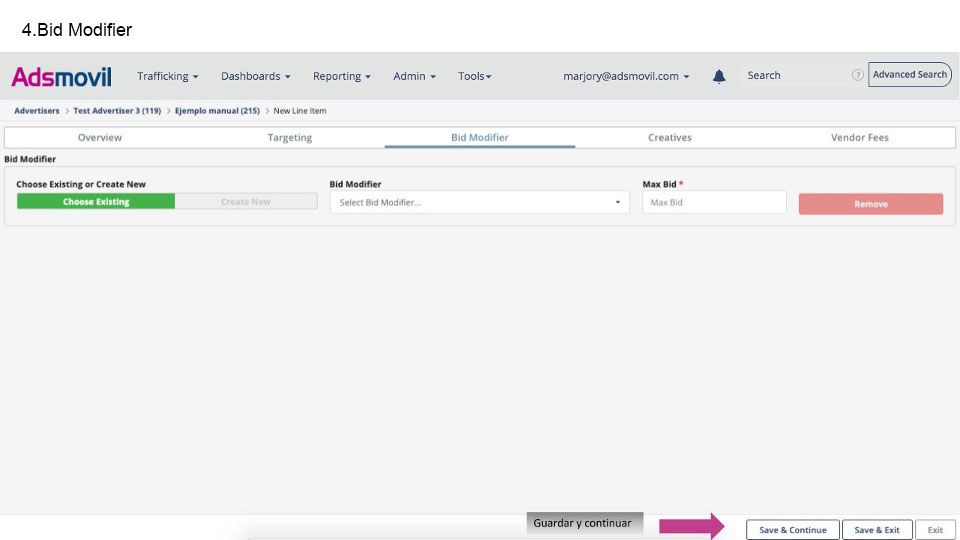 4.Bid Modifier
Adsmovil Trafficking Dashboards Reporting Admin Tools marjory@adsmovil.com Search ? Advanced Search
Advertisers > Test Advertiser 3 (119) > Ejemplo manual (215) > New Line Item
Overview Targeting Bid Modifier Creatives Vendor Fees
Bid Modifier
Choose Existing or Create New Bid Modifier Max Bid *
Choose Existing Create New Select Bid Modifier... Max Bid Remove
Guardar y continuar
Save & Continue Save & Exit Exit